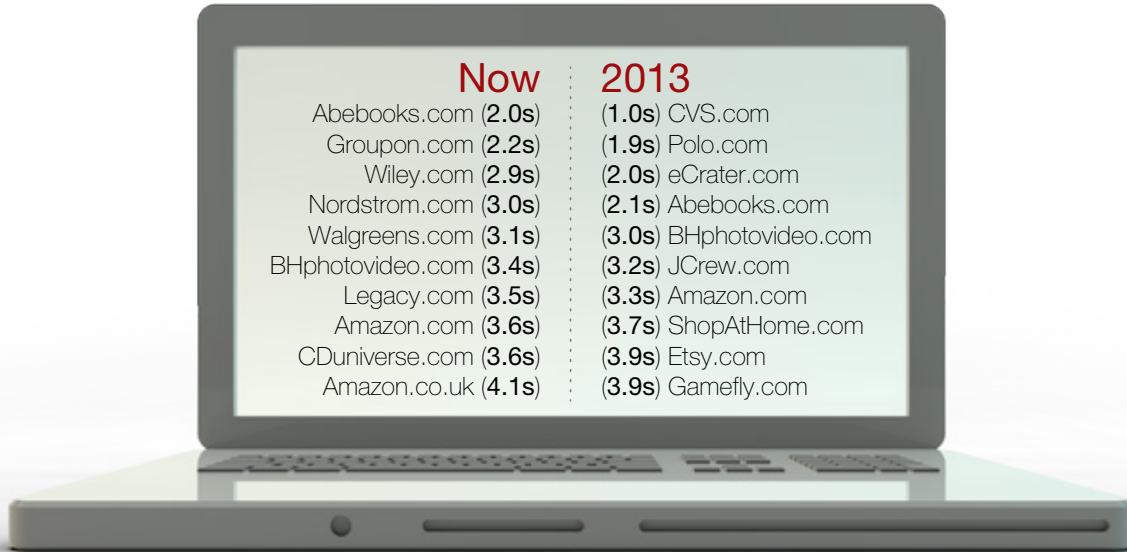 Now
Abebooks.com (2.0s)
Groupon.com (2.2s)
Wiley.com (2.9s)
Nordstrom.com (3.0s)
Walgreens.com (3.1s)
BHphotovideo.com (3.4s)
Legacy.com (3.5s)
Amazon.com (3.6s)
CDuniverse.com (3.6s)
Amazon.co.uk (4.1s)
2013
(1.0s) CVS.com
(1.9s) Polo.com
(2.0s) eCrater.com
(2.1s) Abebooks.com
(3.0s) BHphotovideo.com
(3.2s) JCrew.com
(3.3s) Amazon.com
(3.7s) ShopAtHome.com
(3.9s) Etsy.com
(3.9s) Gamefly.com